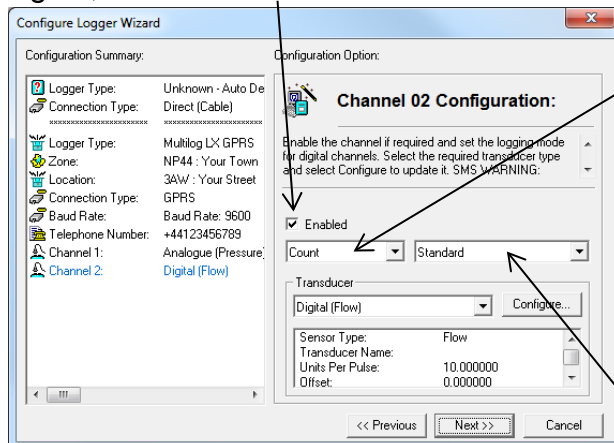 Configure Logger Wizard
Configuration Summary:
Logger Type: Unknown - Auto De
Connection Type: Direct (Cable)
xxxxxxxxxxxxxxxxxxxxxxx xxxxxxxxxxxxxxxxxxxxxxx
Logger Type: Multilog LX GPRS
Zone: NP44 : Your Town
Location: 3AW : Your Street
Connection Type: GPRS
Baud Rate: Baud Rate: 9600
Telephone Number: +44123456789
Channel 1: Analogue (Pressure)
Channel 2: Digital (Flow)
Configuration Option:
Channel 02 Configuration:
Enable the channel if required and set the logging mode
for digital channels. Select the required transducer type
and select Configure to update it. SMS WARNING:
Enabled
Count Standard
Transducer
Digital (Flow) Configure...
Sensor Type: Flow
Transducer Name:
Units Per Pulse: 10.000000
Offset: 0.000000
<< Previous Next >> Cancel